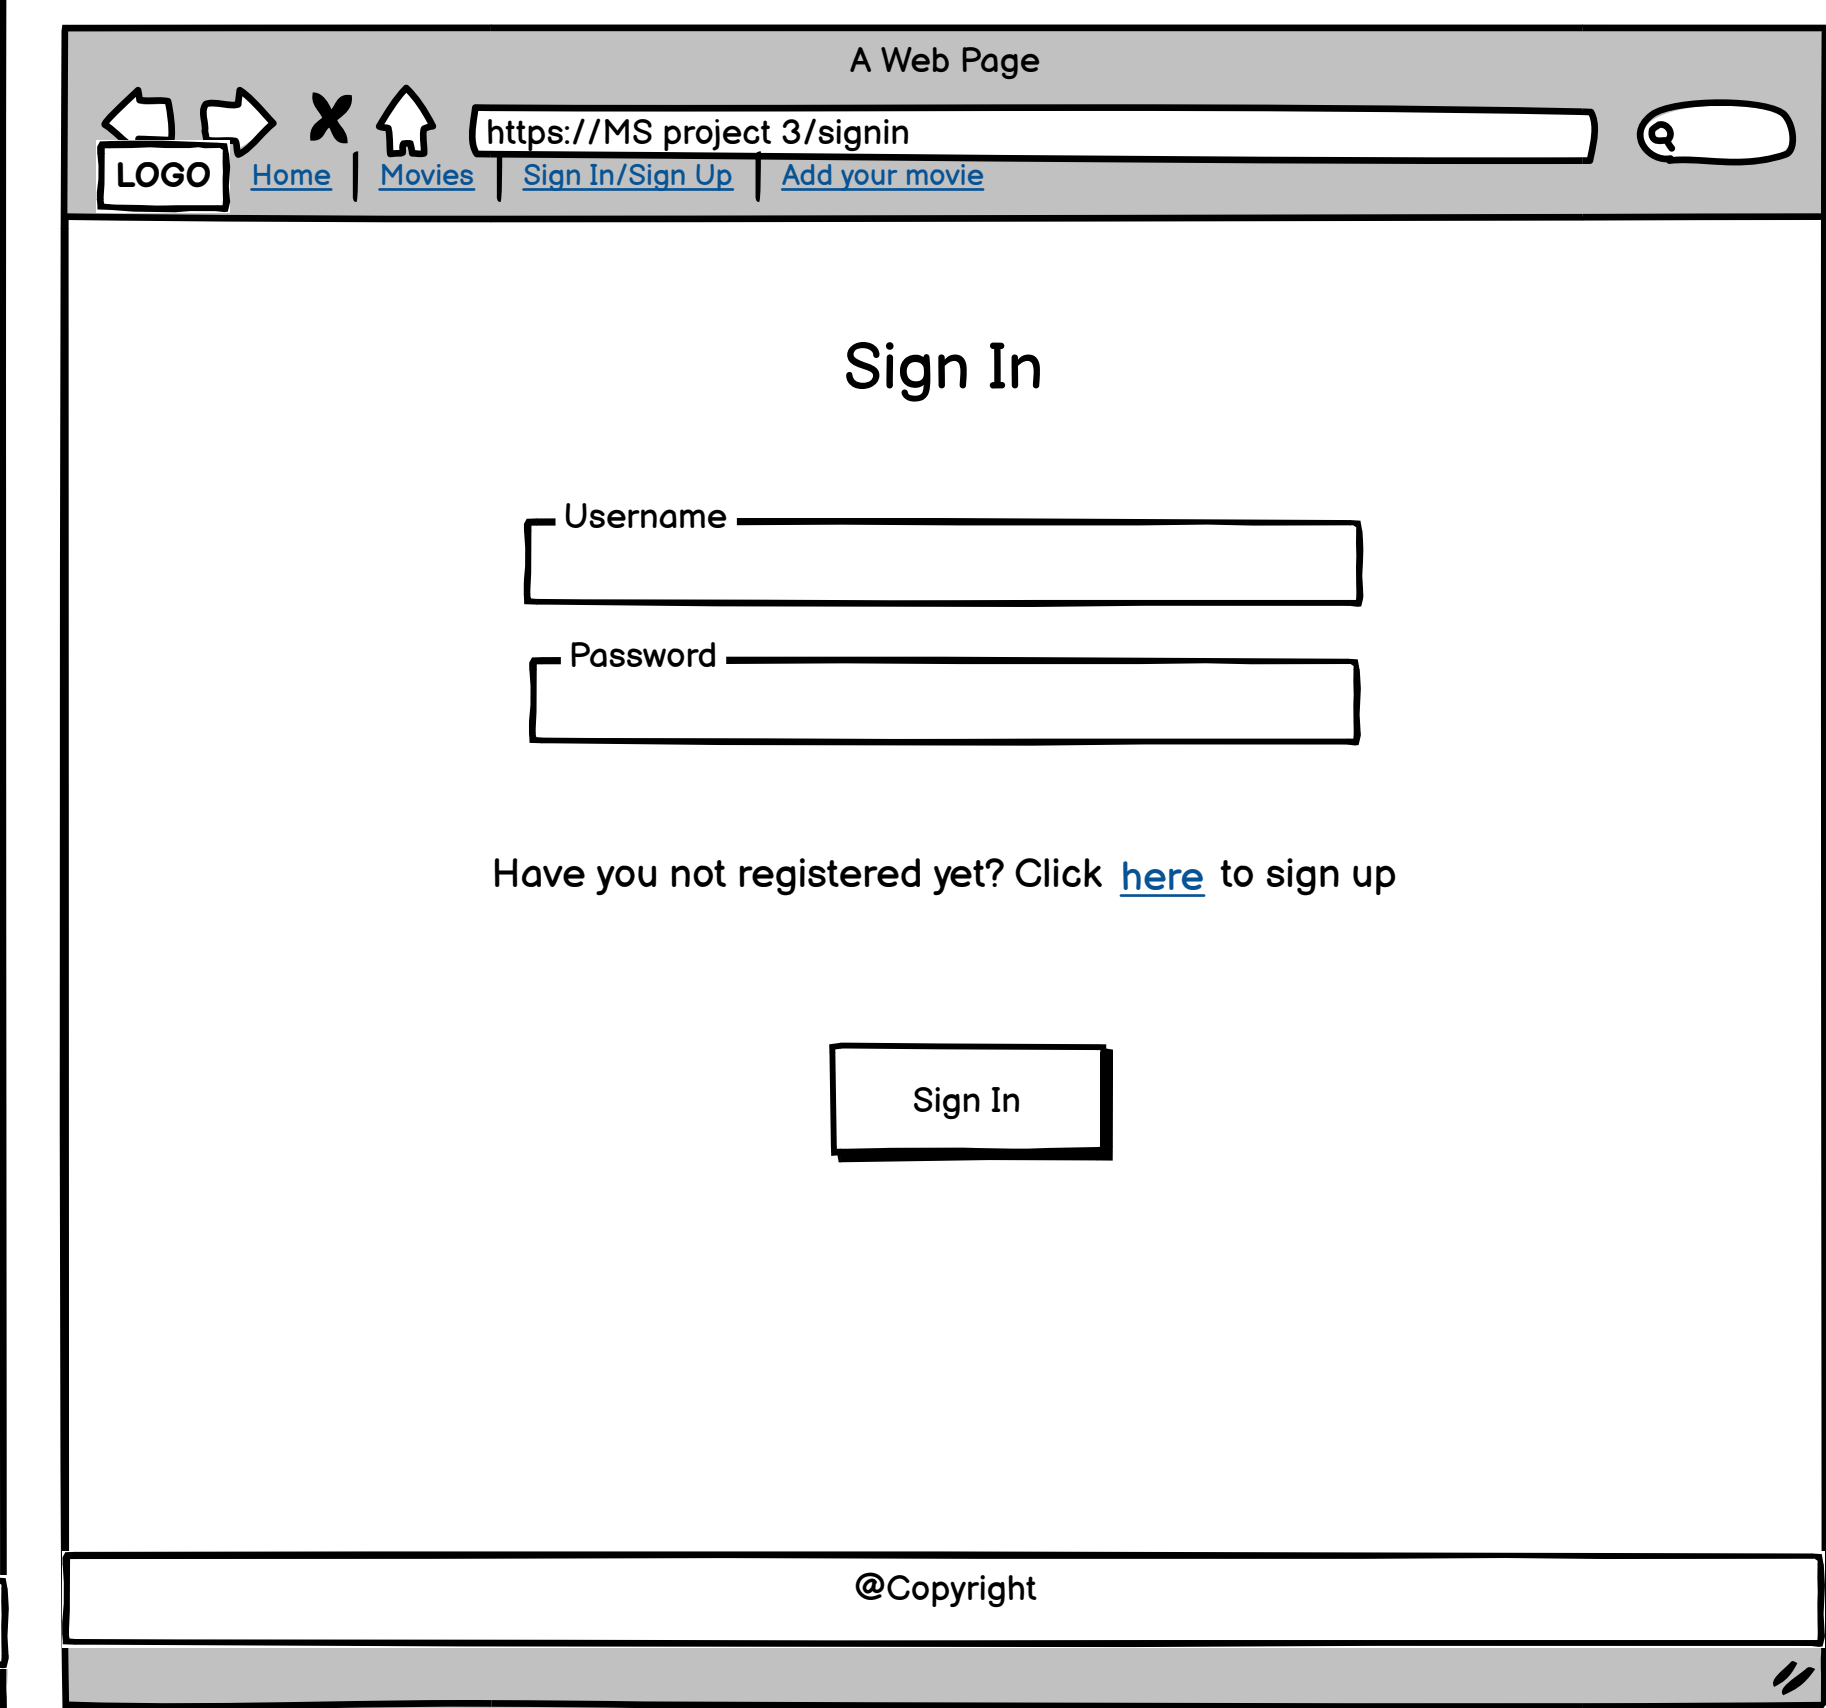 A Web Page
https://MS project 3/signin
LOGO Home Movies Sign In/Sign Up Add your movie
Sign In
Username
Password
Have you not registered yet? Click here to sign up
Sign In
@Copyright